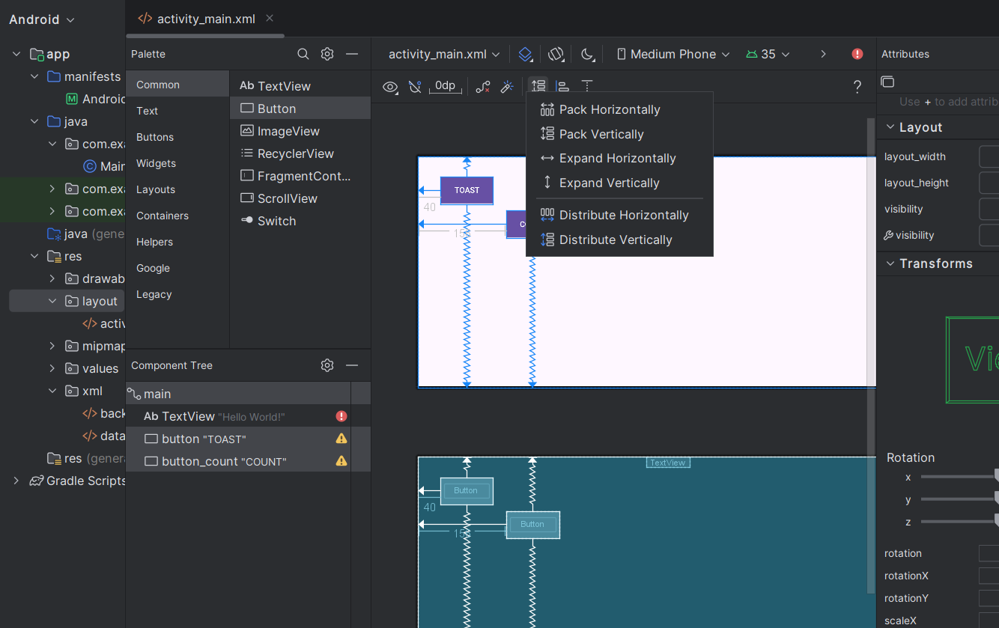 Android
activity_main.xml
app
manifests
Androic
java
com.exa
Main
com.exa
com.exa
java (gene
res
drawab
layout
activ
mipmap
values
xml
back
data
res (genera
Gradle Scripts
Palette
Common
Text
Buttons
Widgets
Layouts
Containers
Helpers
Google
Legacy
Ab TextView
Button
ImageView
RecyclerView
FragmentCont...
ScrollView
Switch
Component Tree
main
Ab TextView "Hello World!"
button "TOAST"
button_count "COUNT"
activity_main.xml
Medium Phone
35
0dp
?
Pack Horizontally
Pack Vertically
Expand Horizontally
Expand Vertically
Distribute Horizontally
Distribute Vertically
TOAST
40
TextView
Button
40
Button
Attributes
Use + to add attrib
Layout
layout_width
layout_height
visibility
visibility
Transforms
Vie
Rotation
x
y
z
rotation
rotationX
rotationY
scaleX